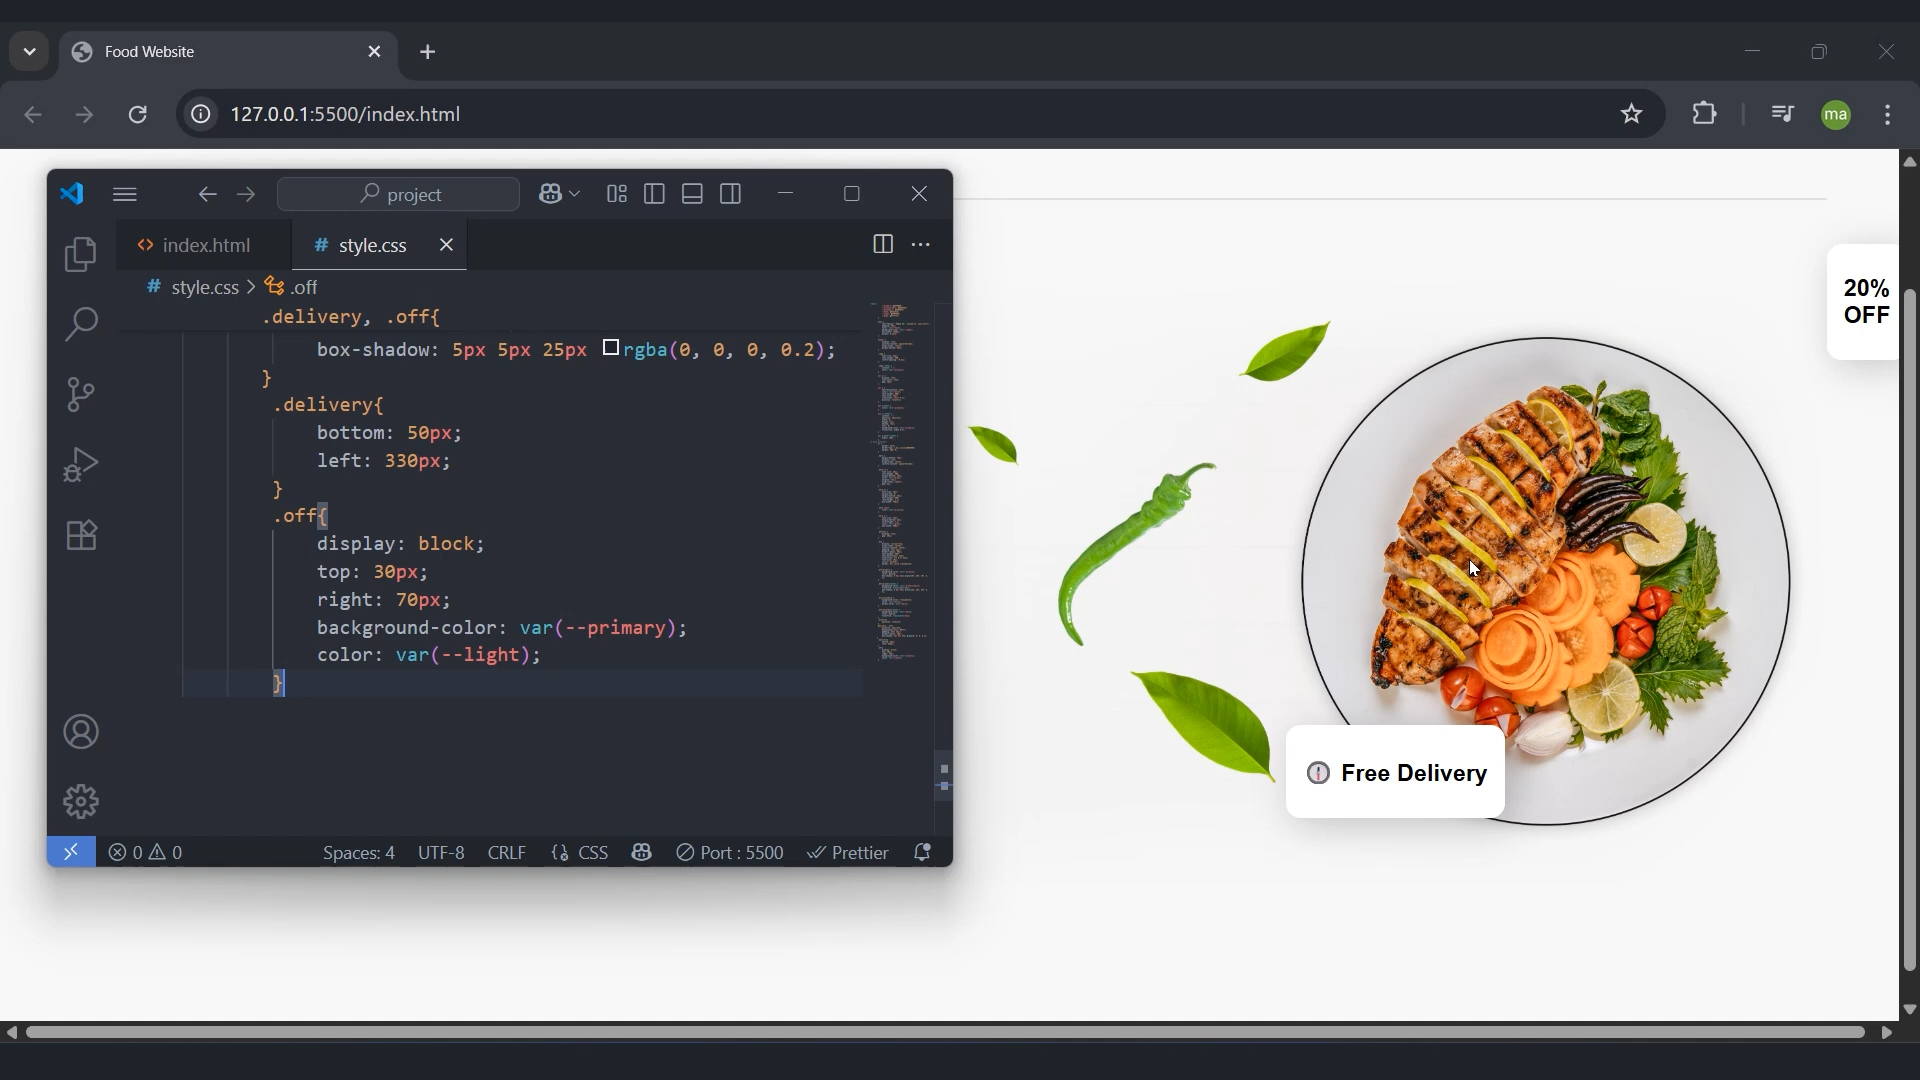 Food Website
127.0.0.1:5500/index.html
ma
project
index.html
# style.css
# style.css > .off
.delivery, .off{
box-shadow: 5px 5px 25px rgba(0, 0, 0, 0.2);
}
.delivery{
bottom: 50px;
left: 330px;
}
.off{
display: block;
top: 30px;
right: 70px;
background-color: var(--primary);
color: var(--light);
}
0 0
Spaces: 4 UTF-8 CRLF {} CSS Port : 5500 Prettier
20%
OFF
Free Delivery